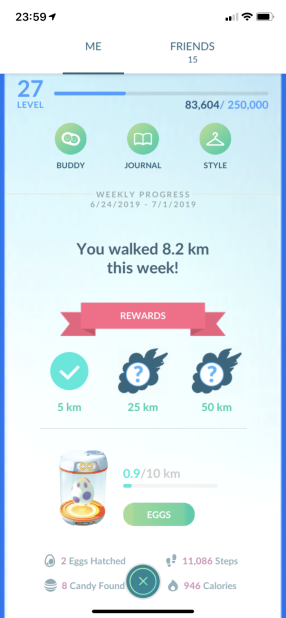 23:59
ME
FRIENDS
15
27
LEVEL
83,604/ 250,000
BUDDY
JOURNAL
STYLE
WEEKLY PROGRESS
6/24/2019 - 7/1/2019
You walked 8.2 km
this week!
REWARDS
? ?
5 km
25 km
50 km
0.9/10 km
EGGS
2 Eggs Hatched
11,086 Steps
8 Candy Found
946 Calories